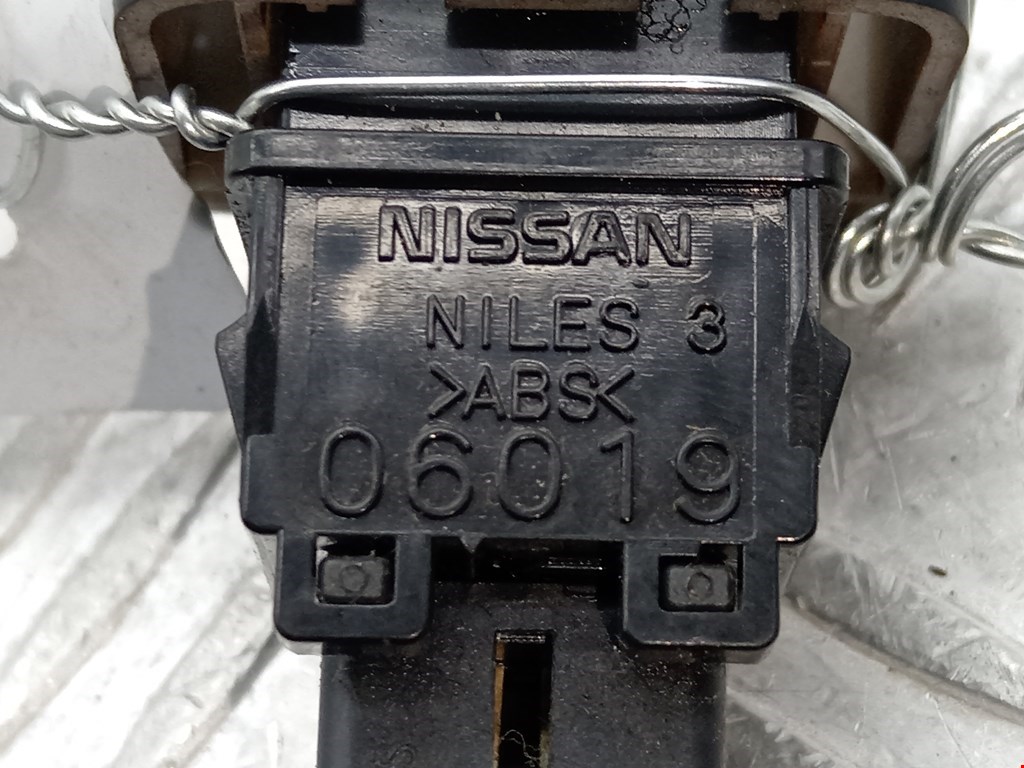 NISSAN
NILES 3
>ABS<
06019